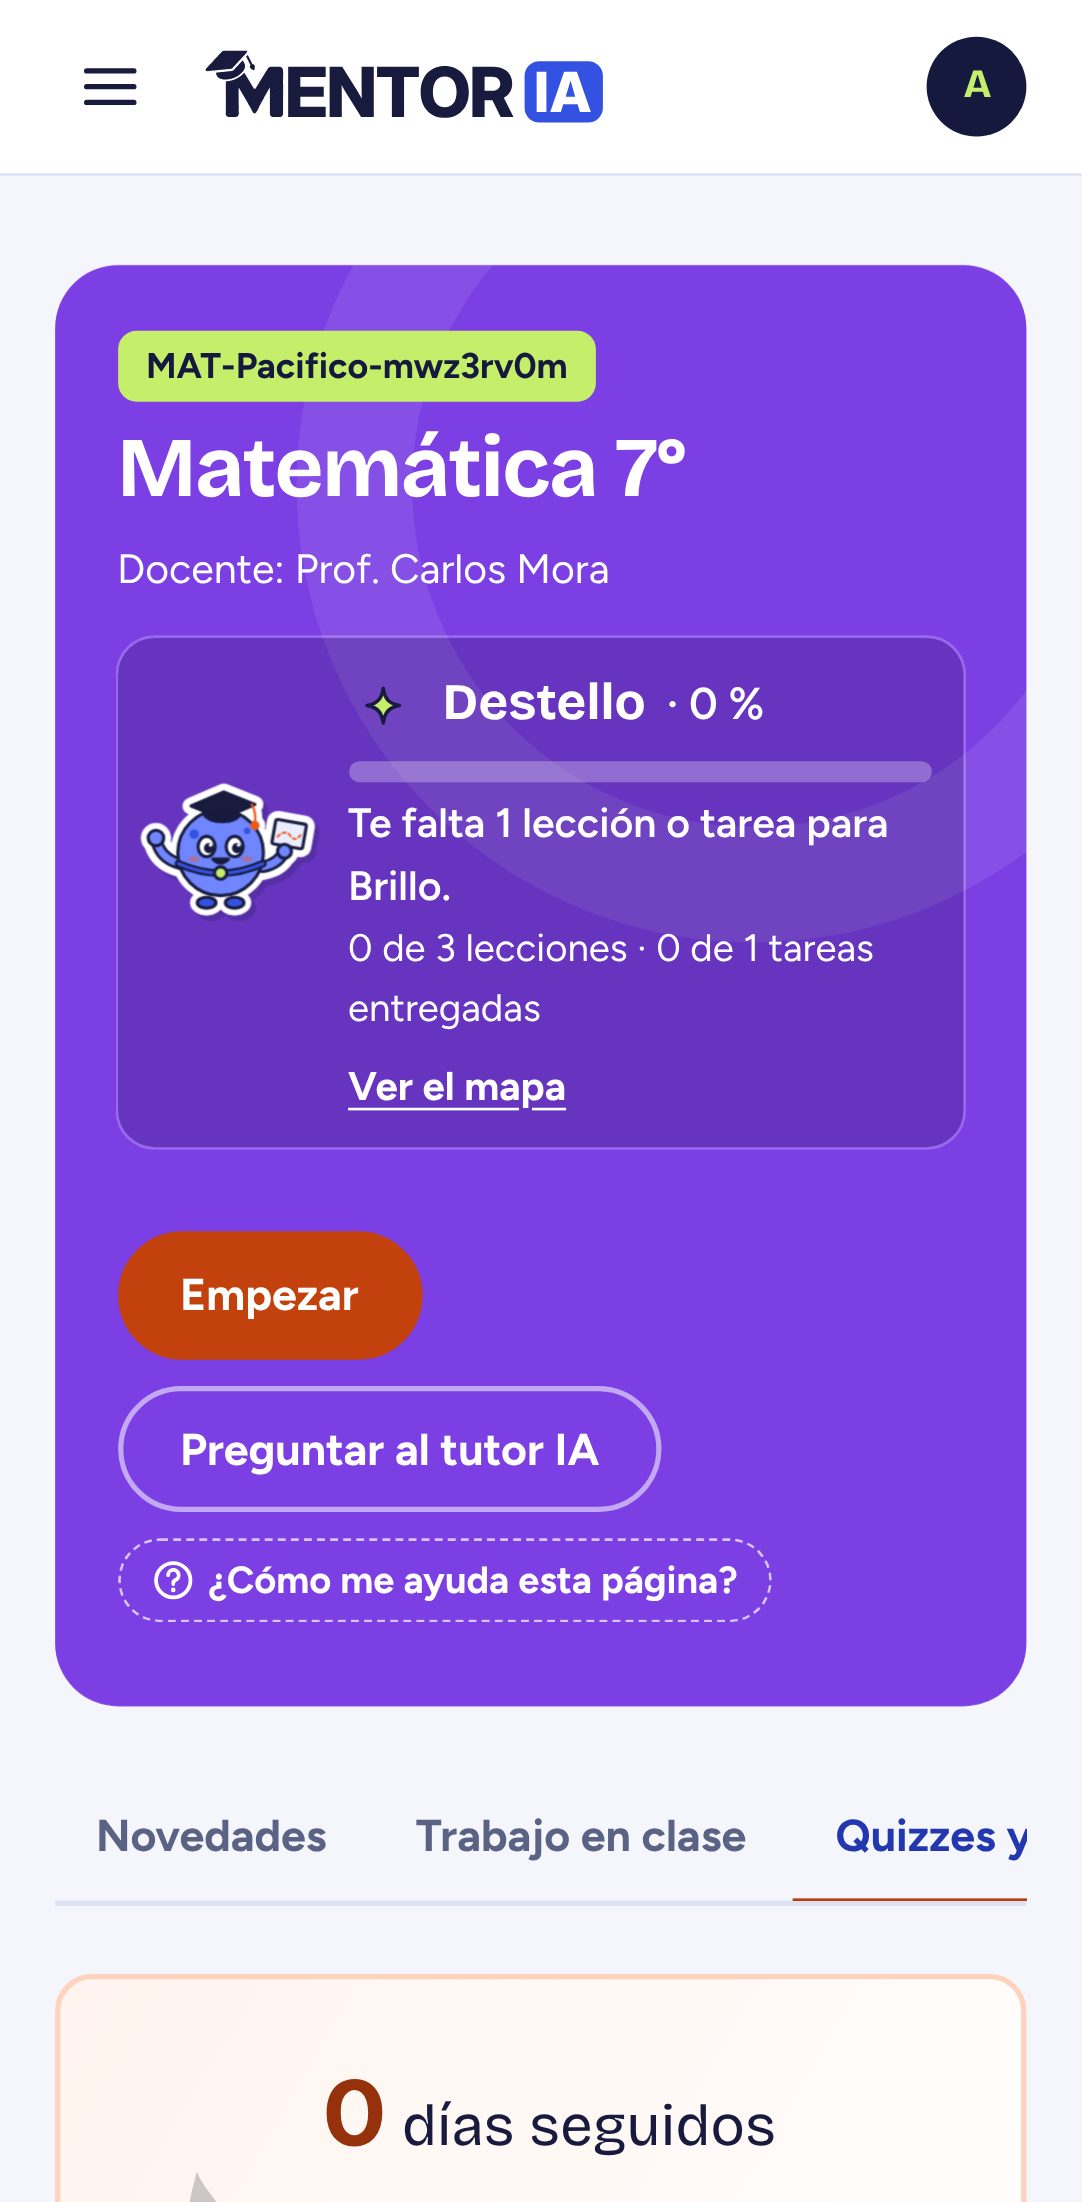 MENTOR IA
A
MAT-Pacifico-mwz3rv0m
Matemática 7°
Docente: Prof. Carlos Mora
Destello · 0 %
Te falta 1 lección o tarea para
Brillo.
0 de 3 lecciones · 0 de 1 tareas
entregadas
Ver el mapa
Empezar
Preguntar al tutor IA
¿Cómo me ayuda esta página?
Novedades
Trabajo en clase
Quizzes y
0 días seguidos